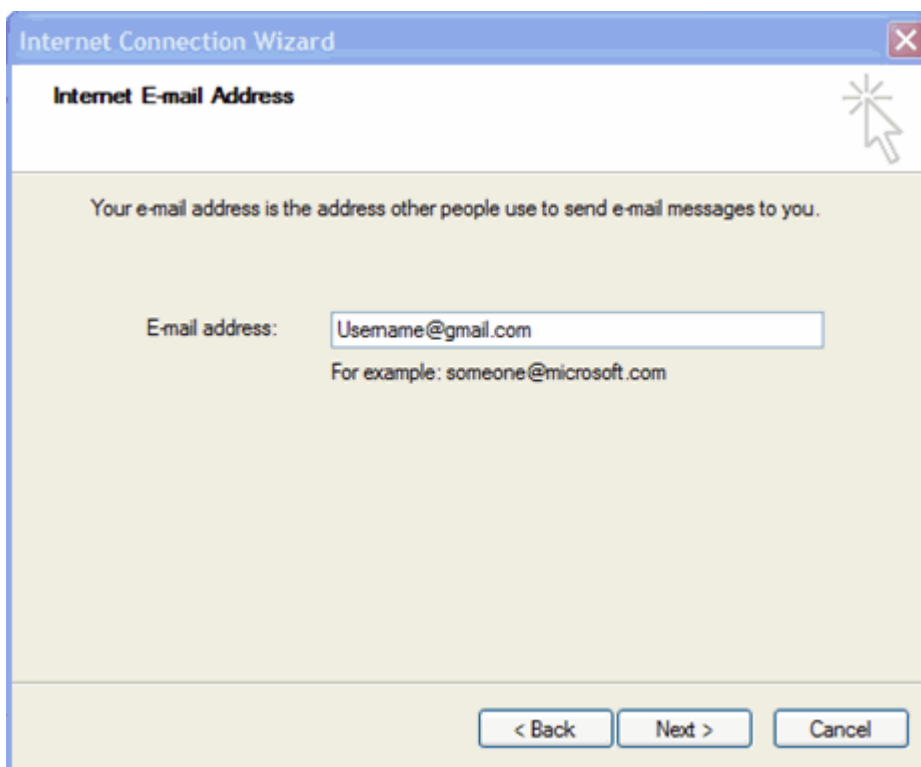 Internet Connection Wizard
Internet E-mail Address
Your e-mail address is the address other people use to send e-mail messages to you.
E-mail address: Username@gmail.com
For example: someone@microsoft.com
< Back Next > Cancel